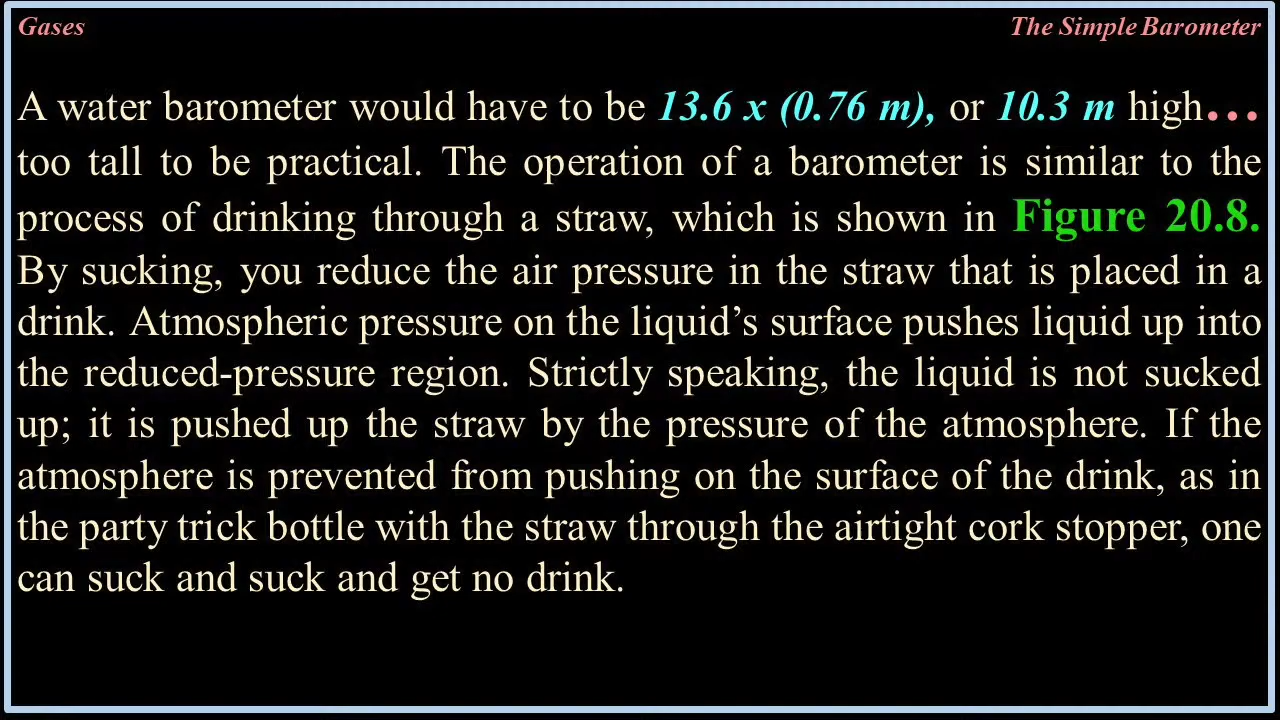 Gases
The Simple Barometer
A water barometer would have to be 13.6 x (0.76 m), or 10.3 m high…
too tall to be practical. The operation of a barometer is similar to the
process of drinking through a straw, which is shown in Figure 20.8.
By sucking, you reduce the air pressure in the straw that is placed in a
drink. Atmospheric pressure on the liquid’s surface pushes liquid up into
the reduced-pressure region. Strictly speaking, the liquid is not sucked
up; it is pushed up the straw by the pressure of the atmosphere. If the
atmosphere is prevented from pushing on the surface of the drink, as in
the party trick bottle with the straw through the airtight cork stopper, one
can suck and suck and get no drink.